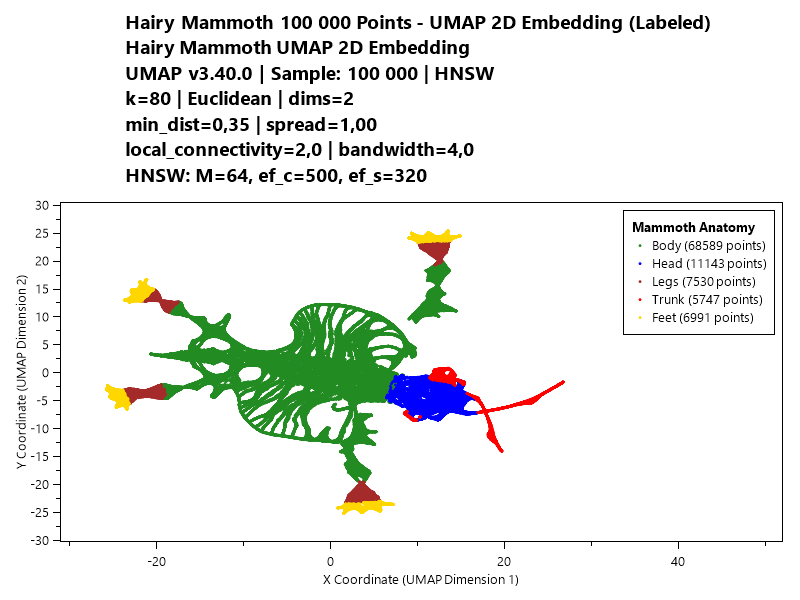 Hairy Mammoth 100 000 Points - UMAP 2D Embedding (Labeled)
Hairy Mammoth UMAP 2D Embedding
UMAP v3.40.0 | Sample: 100 000 | HNSW
k=80 | Euclidean | dims=2
min_dist=0,35 | spread=1,00
local_connectivity=2,0 | bandwidth=4,0
HNSW: M=64, ef_c=500, ef_s=320
Mammoth Anatomy
Body (68589 points)
Head (11143 points)
Legs (7530 points)
Trunk (5747 points)
Feet (6991 points)
Y Coordinate (UMAP Dimension 2)
30
25
20
15
10
5
0
-5
-10
-15
-20
-25
-30
-20
0
20
40
X Coordinate (UMAP Dimension 1)